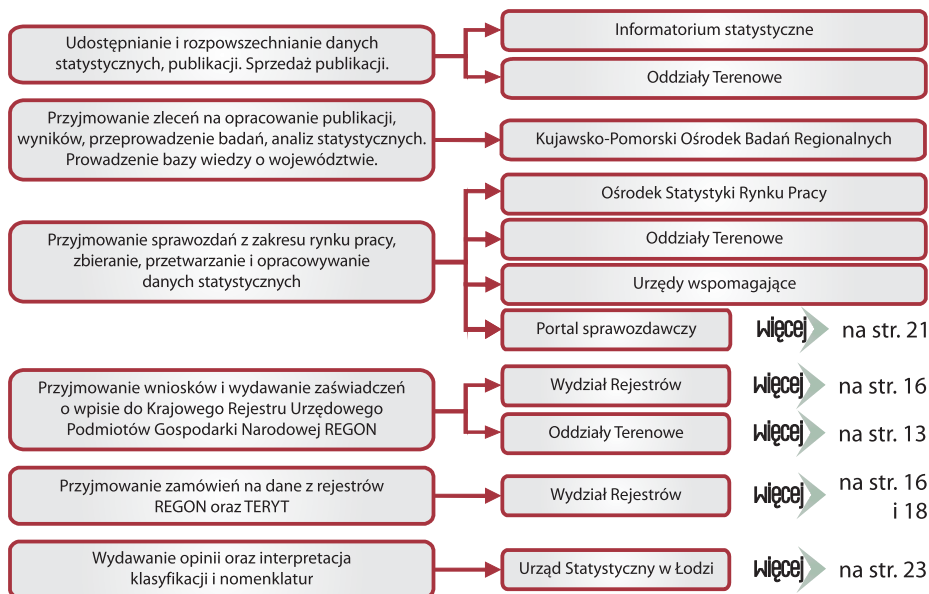 Udostępnianie i rozpowszechnianie danych
statystycznych, publikacji. Sprzedaż publikacji.
Informatorium statystyczne
Oddziały Terenowe
Przyjmowanie zleceń na opracowanie publikacji,
wyników, przeprowadzenie badań, analiz statystycznych.
Prowadzenie bazy wiedzy o województwie.
Kujawsko-Pomorski Ośrodek Badań Regionalnych
Przyjmowanie sprawozdań z zakresu rynku pracy,
zbieranie, przetwarzanie i opracowywanie
danych statystycznych
Ośrodek Statystyki Rynku Pracy
Oddziały Terenowe
Urzędy wspomagające
Portal sprawozdawczy więcej na str. 21
Przyjmowanie wniosków i wydawanie zaświadczeń
o wpisie do Krajowego Rejestru Urzędowego
Podmiotów Gospodarki Narodowej REGON
Wydział Rejestrów więcej na str. 16
Oddziały Terenowe więcej na str. 13
Przyjmowanie zamówień na dane z rejestrów
REGON oraz TERYT
Wydział Rejestrów więcej na str. 16
i 18
Wydawanie opinii oraz interpretacja
klasyfikacji i nomenklatur
Urząd Statystyczny w Łodzi więcej na str. 23